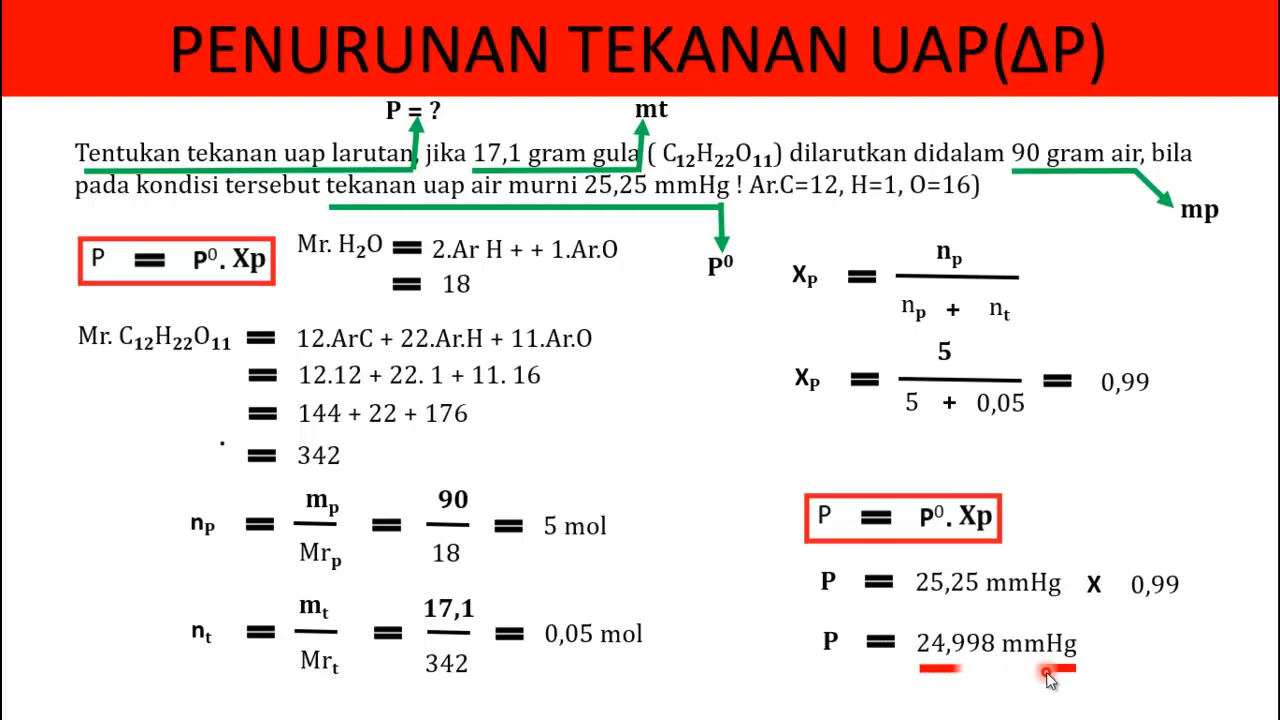 PENURUNAN TEKANAN UAP(ΔP)
P = ?
mt
Tentukan tekanan uap larutan, jika 17,1 gram gula ( C₁₂H₂₂O₁₁) dilarutkan didalam 90 gram air, bila
pada kondisi tersebut tekanan uap air murni 25,25 mmHg ! Ar.C=12, H=1, O=16)
mp
P⁰
P = P⁰. Xp
Mr. H₂O = 2.Ar H + + 1.Ar.O
= 18
Mr. C₁₂H₂₂O₁₁ = 12.ArC + 22.Ar.H + 11.Ar.O
= 12.12 + 22. 1 + 11. 16
= 144 + 22 + 176
.
= 342
nₚ = mₚ = 90 = 5 mol
Mrₚ 18
nₜ = mₜ = 17,1 = 0,05 mol
Mrₜ 342
Xₚ = nₚ
nₚ + nₜ
Xₚ = 5 = 0,99
5 + 0,05
P = P⁰. Xp
P = 25,25 mmHg X 0,99
P = 24,998 mmHg